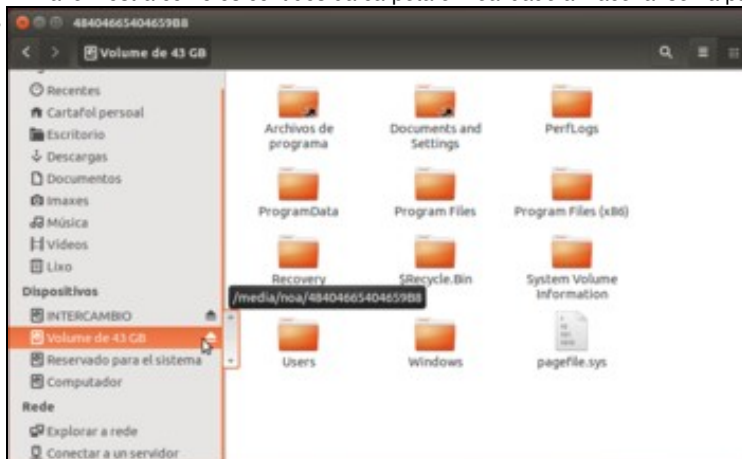 4840466540465988
Volume de 43 GB
Recentes
Cartafol persoal
Escritorio
Descargas
Documentos
Imaxes
Música
Vídeos
Lixo
Dispositivos
INTERCAMBIO
Volume de 43 GB
Reservado para el sistema
Computador
Rede
Explorar a rede
Conectar a un servidor
Archivos de
programa
Documents and
Settings
PerfLogs
ProgramData
Program Files
Program Files (x86)
Recovery
$Recycle.Bin
System Volume
Information
/media/noa/4840466540465988
Users
Windows
pagefile.sys